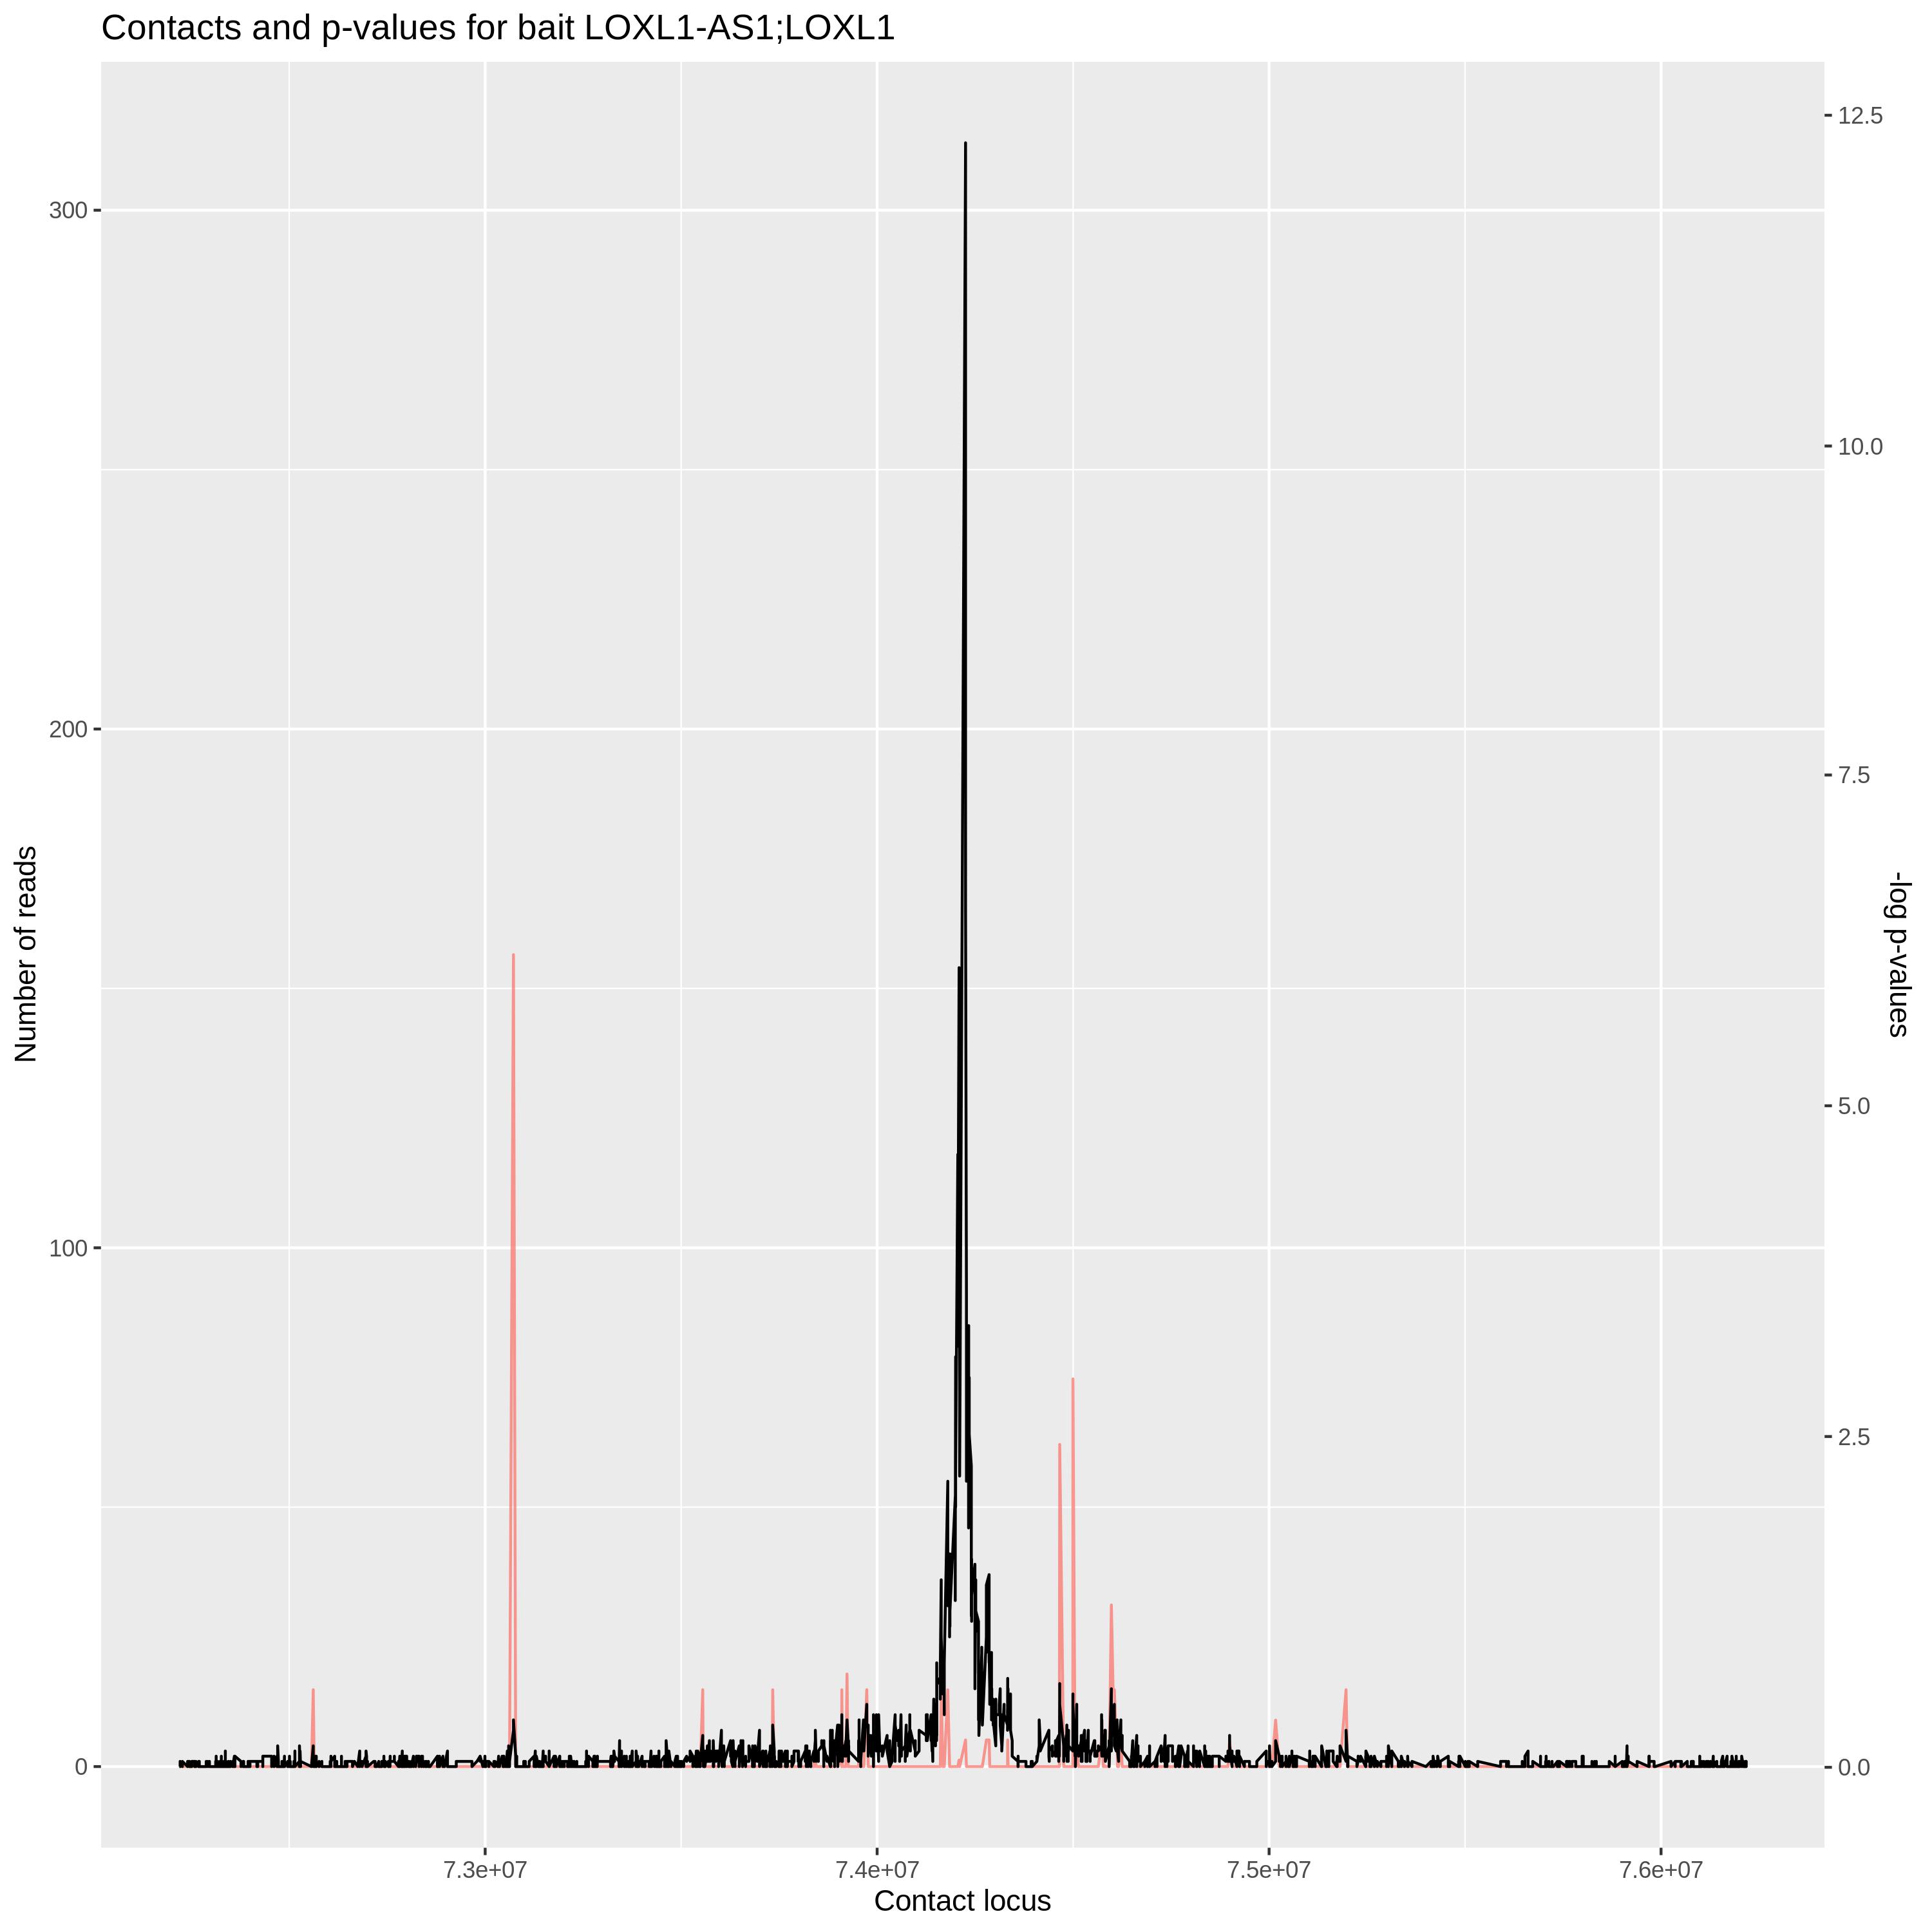 Contacts and p-values for bait LOXL1-AS1;LOXL1
300
200
100
0
Number of reads
12.5
10.0
7.5
5.0
2.5
0.0
-log p-values
7.3e+07
7.4e+07
7.5e+07
7.6e+07
Contact locus